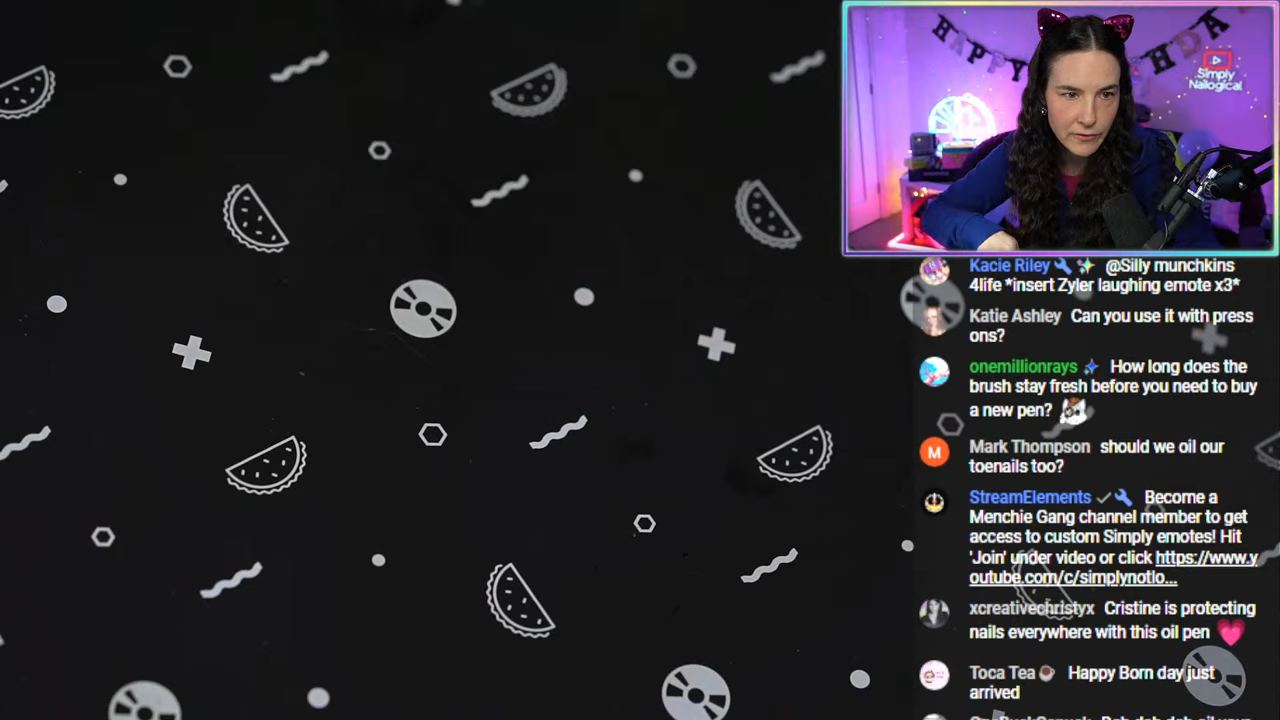 HAPPY
HDA
Simply
Nailogical
Kacie Riley @Silly munchkins
4life *insert Zyler laughing emote x3*
Katie Ashley Can you use it with press
ons?
onemillionrays How long does the
brush stay fresh before you need to buy
a new pen?
M Mark Thompson should we oil our
toenails too?
StreamElements Become a
Menchie Gang channel member to get
access to custom Simply emotes! Hit
'Join' under video or click https://www.y
outube.com/c/simplynotlo...
xcreativechristyx Cristine is protecting
nails everywhere with this oil pen
Toca Tea Happy Born day just
arrived